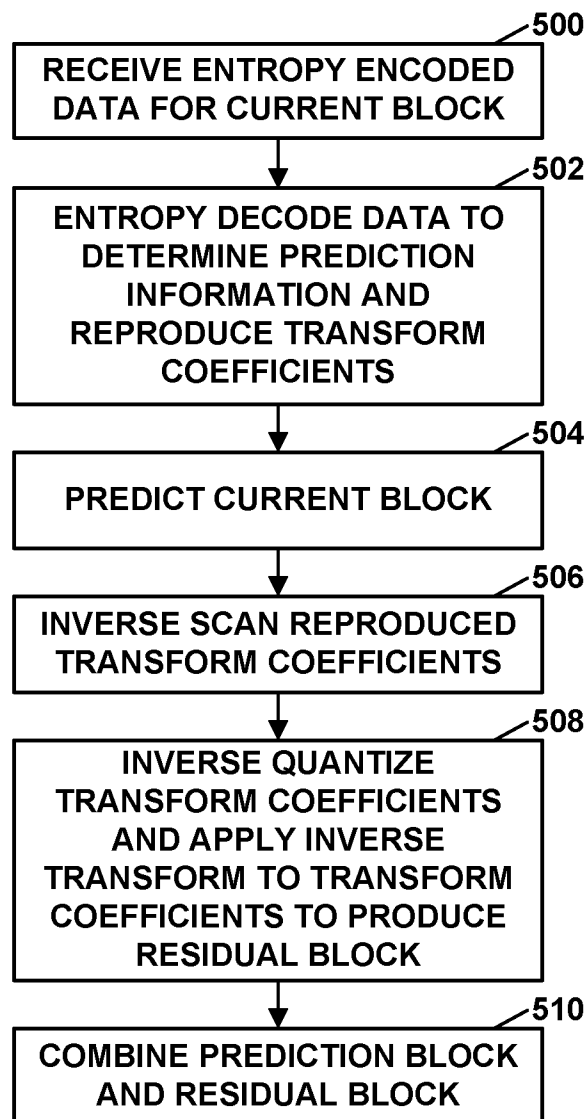 500
RECEIVE ENTROPY ENCODED
DATA FOR CURRENT BLOCK
502
ENTROPY DECODE DATA TO
DETERMINE PREDICTION
INFORMATION AND
REPRODUCE TRANSFORM
COEFFICIENTS
504
PREDICT CURRENT BLOCK
506
INVERSE SCAN REPRODUCED
TRANSFORM COEFFICIENTS
508
INVERSE QUANTIZE
TRANSFORM COEFFICIENTS
AND APPLY INVERSE
TRANSFORM TO TRANSFORM
COEFFICIENTS TO PRODUCE
RESIDUAL BLOCK
510
COMBINE PREDICTION BLOCK
AND RESIDUAL BLOCK